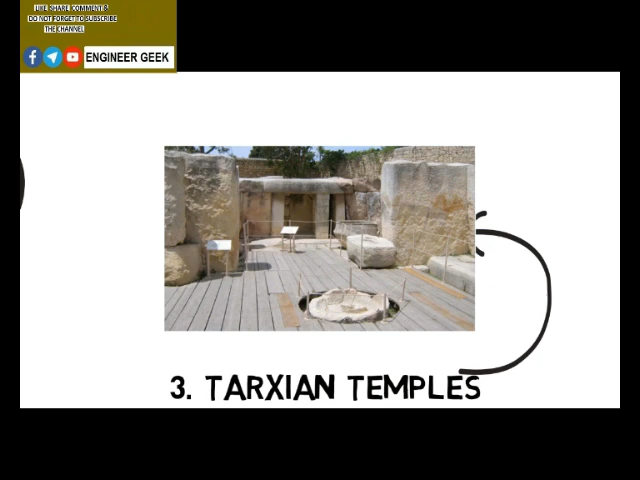 LIKE SHARE COMMENT &
DO NOT FORGET TO SUBSCRIBE
THE CHANNEL
ENGINEER GEEK
3. TARXIAN TEMPLES